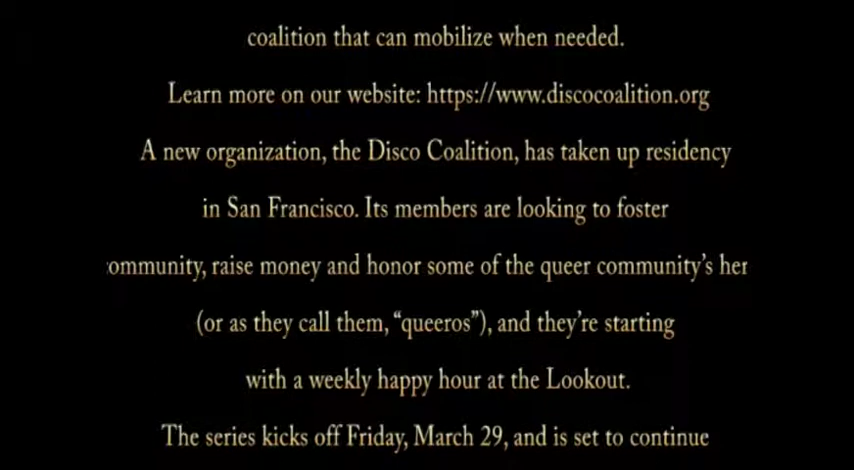 coalition that can mobilize when needed.
Learn more on our website: https://www.discocoalition.org
A new organization, the Disco Coalition, has taken up residency
in San Francisco. Its members are looking to foster
ommunity, raise money and honor some of the queer community's her
(or as they call them, “queeros”), and they're starting
with a weekly happy hour at the Lookout.
The series kicks off Friday, March 29, and is set to continue